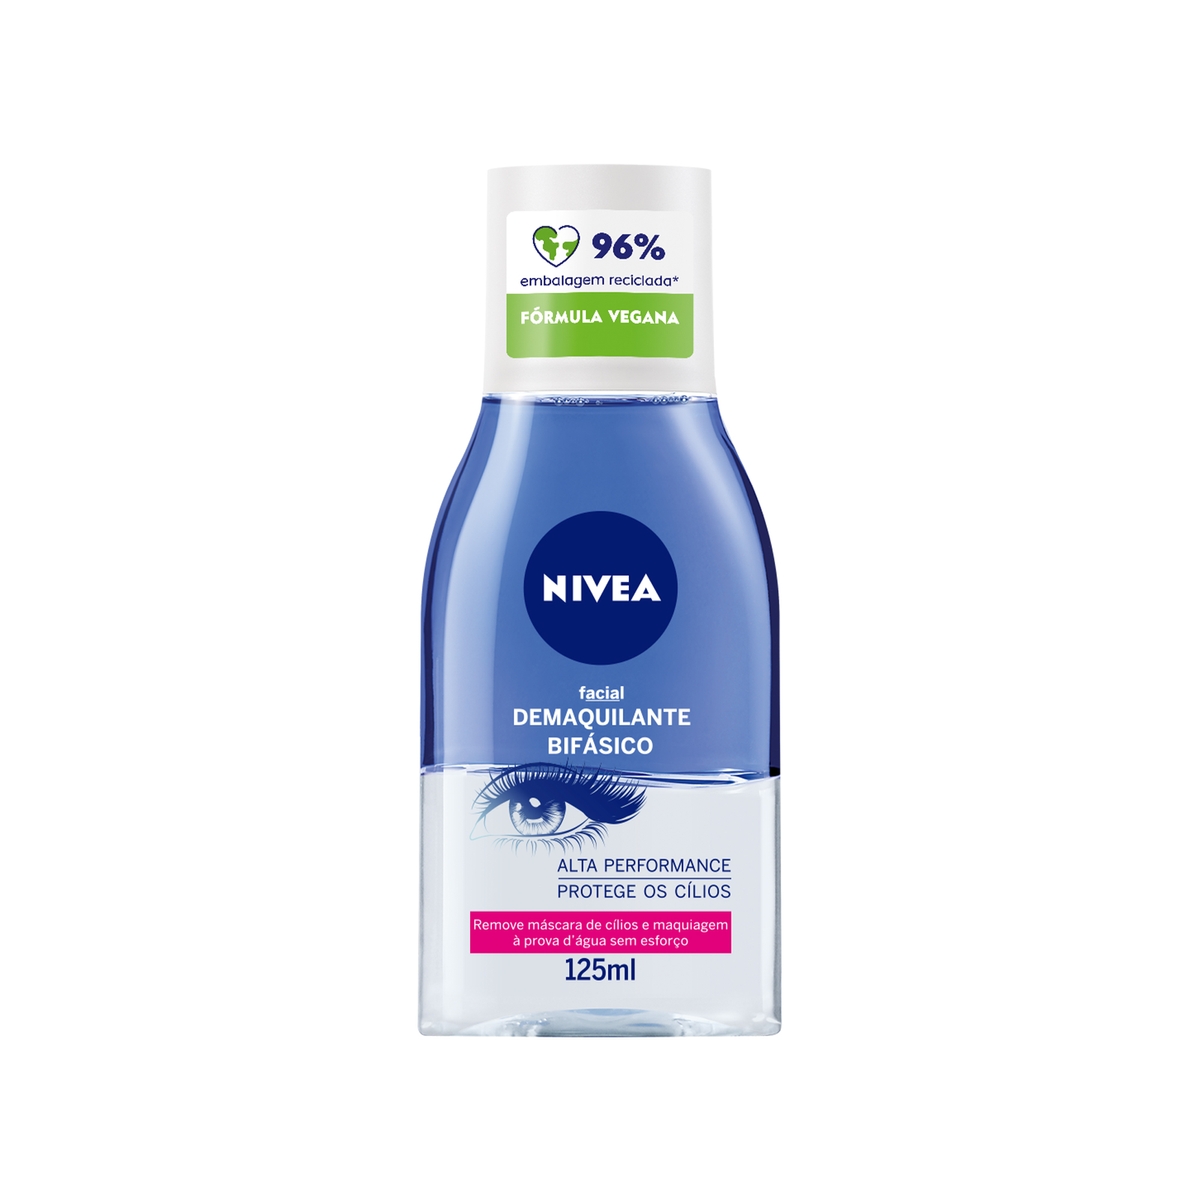 96%
embalagem reciclada*
FÓRMULA VEGANA
NIVEA
facial
DEMAQUILANTE
BIFÁSICO
ALTA PERFORMANCE
PROTEGE OS CÍLIOS
Remove máscara de cílios e maquiagem
à prova d'água sem esforço
125ml